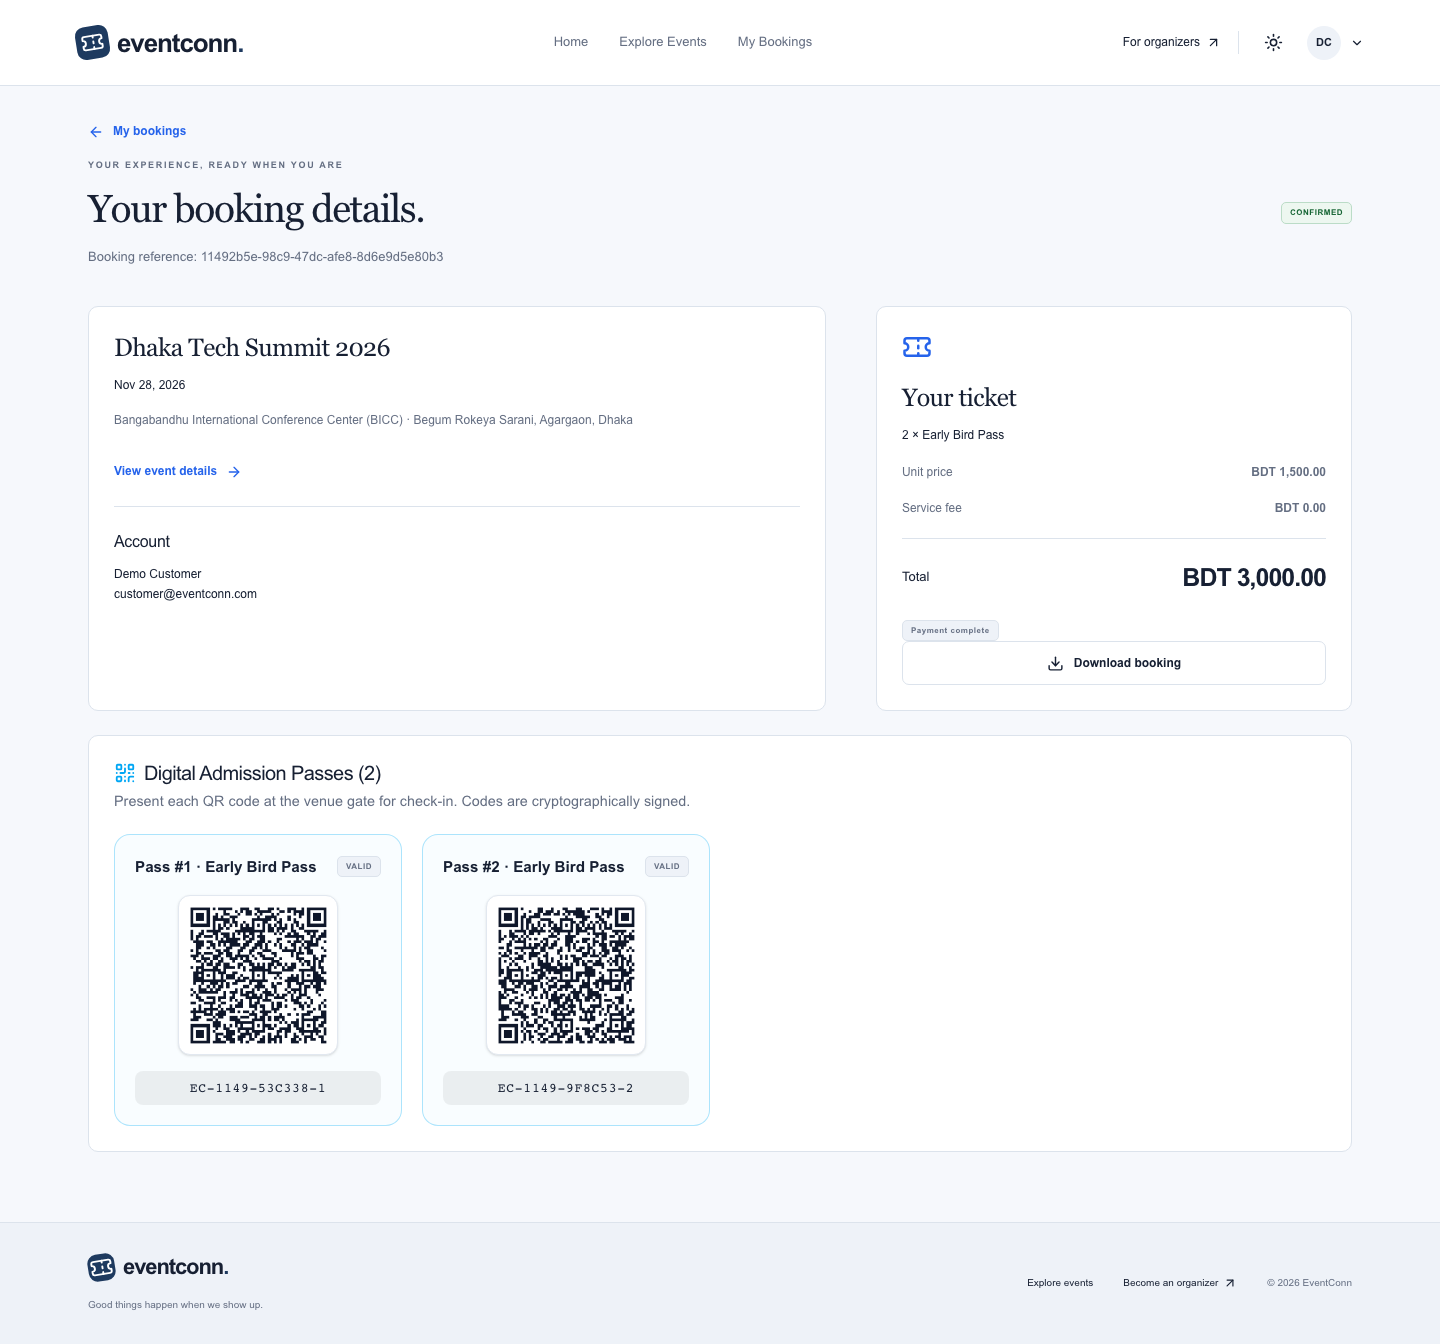 eventconn.
Home
Explore Events
My Bookings
For organizers
DC
My bookings
YOUR EXPERIENCE, READY WHEN YOU ARE
Your booking details.
CONFIRMED
Booking reference: 11492b5e-98c9-47dc-afe8-8d6e9d5e80b3
Dhaka Tech Summit 2026
Nov 28, 2026
Bangabandhu International Conference Center (BICC) · Begum Rokeya Sarani, Agargaon, Dhaka
View event details
Account
Demo Customer
customer@eventconn.com
Your ticket
2 × Early Bird Pass
Unit price BDT 1,500.00
Service fee BDT 0.00
Total BDT 3,000.00
Payment complete
Download booking
Digital Admission Passes (2)
Present each QR code at the venue gate for check-in. Codes are cryptographically signed.
Pass #1 · Early Bird Pass VALID
EC-1149-53C338-1
Pass #2 · Early Bird Pass VALID
EC-1149-9F8C53-2
eventconn.
Good things happen when we show up.
Explore events
Become an organizer
© 2026 EventConn